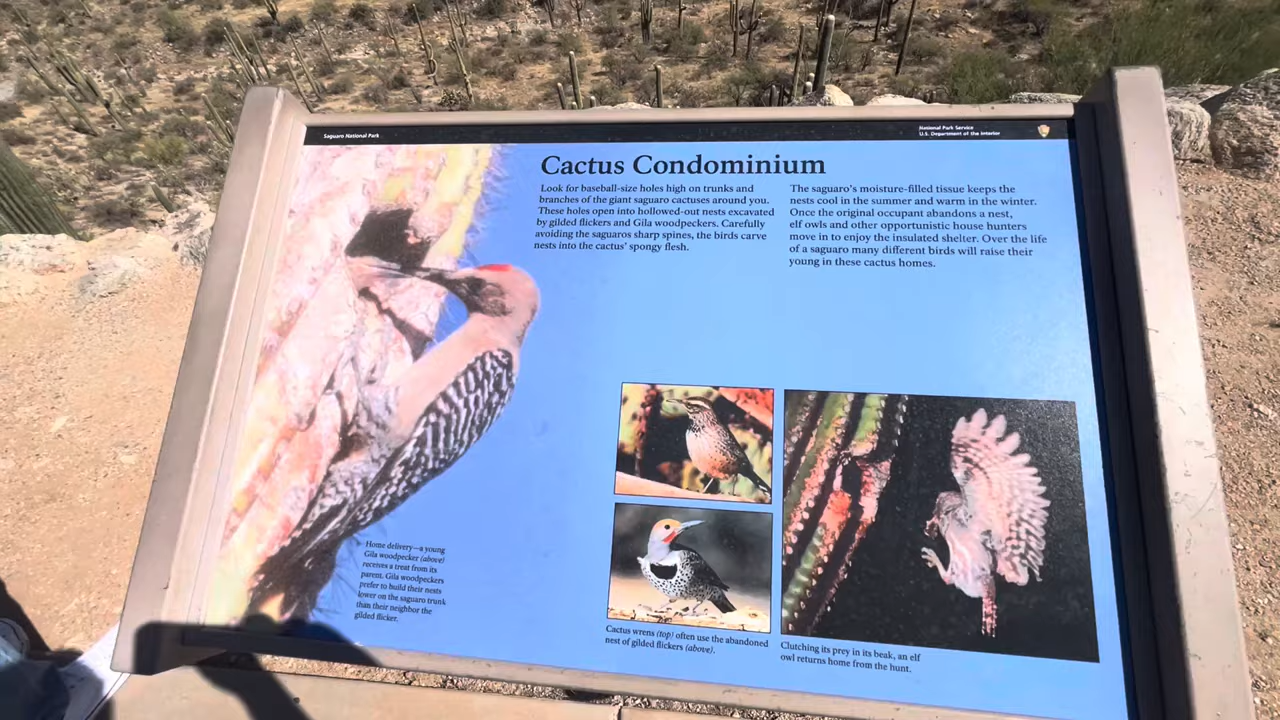 Saguaro National Park
National Park Service
U.S. Department of the Interior
Cactus Condominium
Look for baseball-size holes high on trunks and
branches of the giant saguaro cactuses around you.
These holes open into hollowed-out nests excavated
by gilded flickers and Gila woodpeckers. Carefully
avoiding the saguaros sharp spines, the birds carve
nests into the cactus' spongy flesh.
The saguaro's moisture-filled tissue keeps the
nests cool in the summer and warm in the winter.
Once the original occupant abandons a nest,
elf owls and other opportunistic house hunters
move in to enjoy the insulated shelter. Over the life
of a saguaro many different birds will raise their
young in these cactus homes.
Home delivery—a young
Gila woodpecker (above)
receives a treat from its
parent. Gila woodpeckers
prefer to build their nests
lower on the saguaro trunk
than their neighbor the
gilded flicker.
Cactus wrens (top) often use the abandoned
nest of gilded flickers (above).
Clutching its prey in its beak, an elf
owl returns home from the hunt.